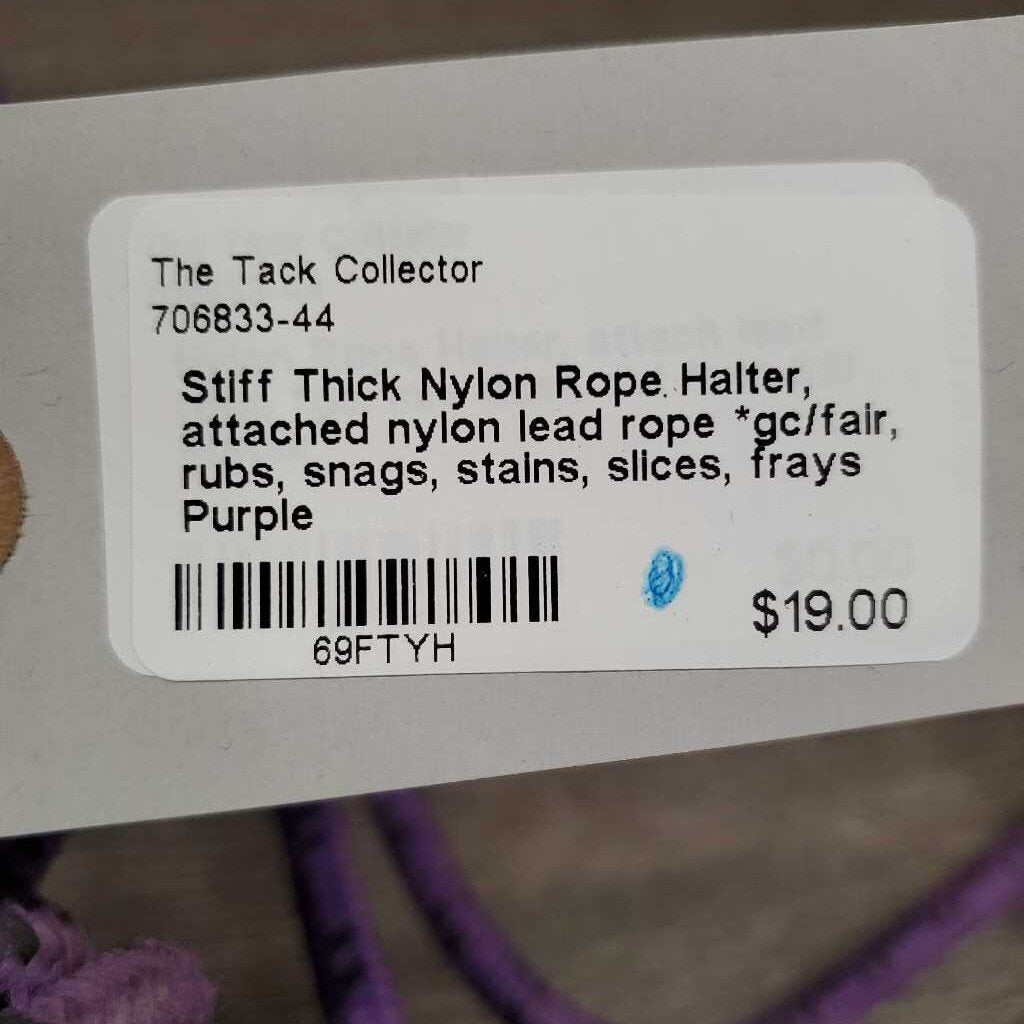 The Tack Collector
706833-44
Stiff Thick Nylon Rope Halter,
attached nylon lead rope *gc/fair,
rubs, snags, stains, slices, frays
Purple
69FTYH
$19.00